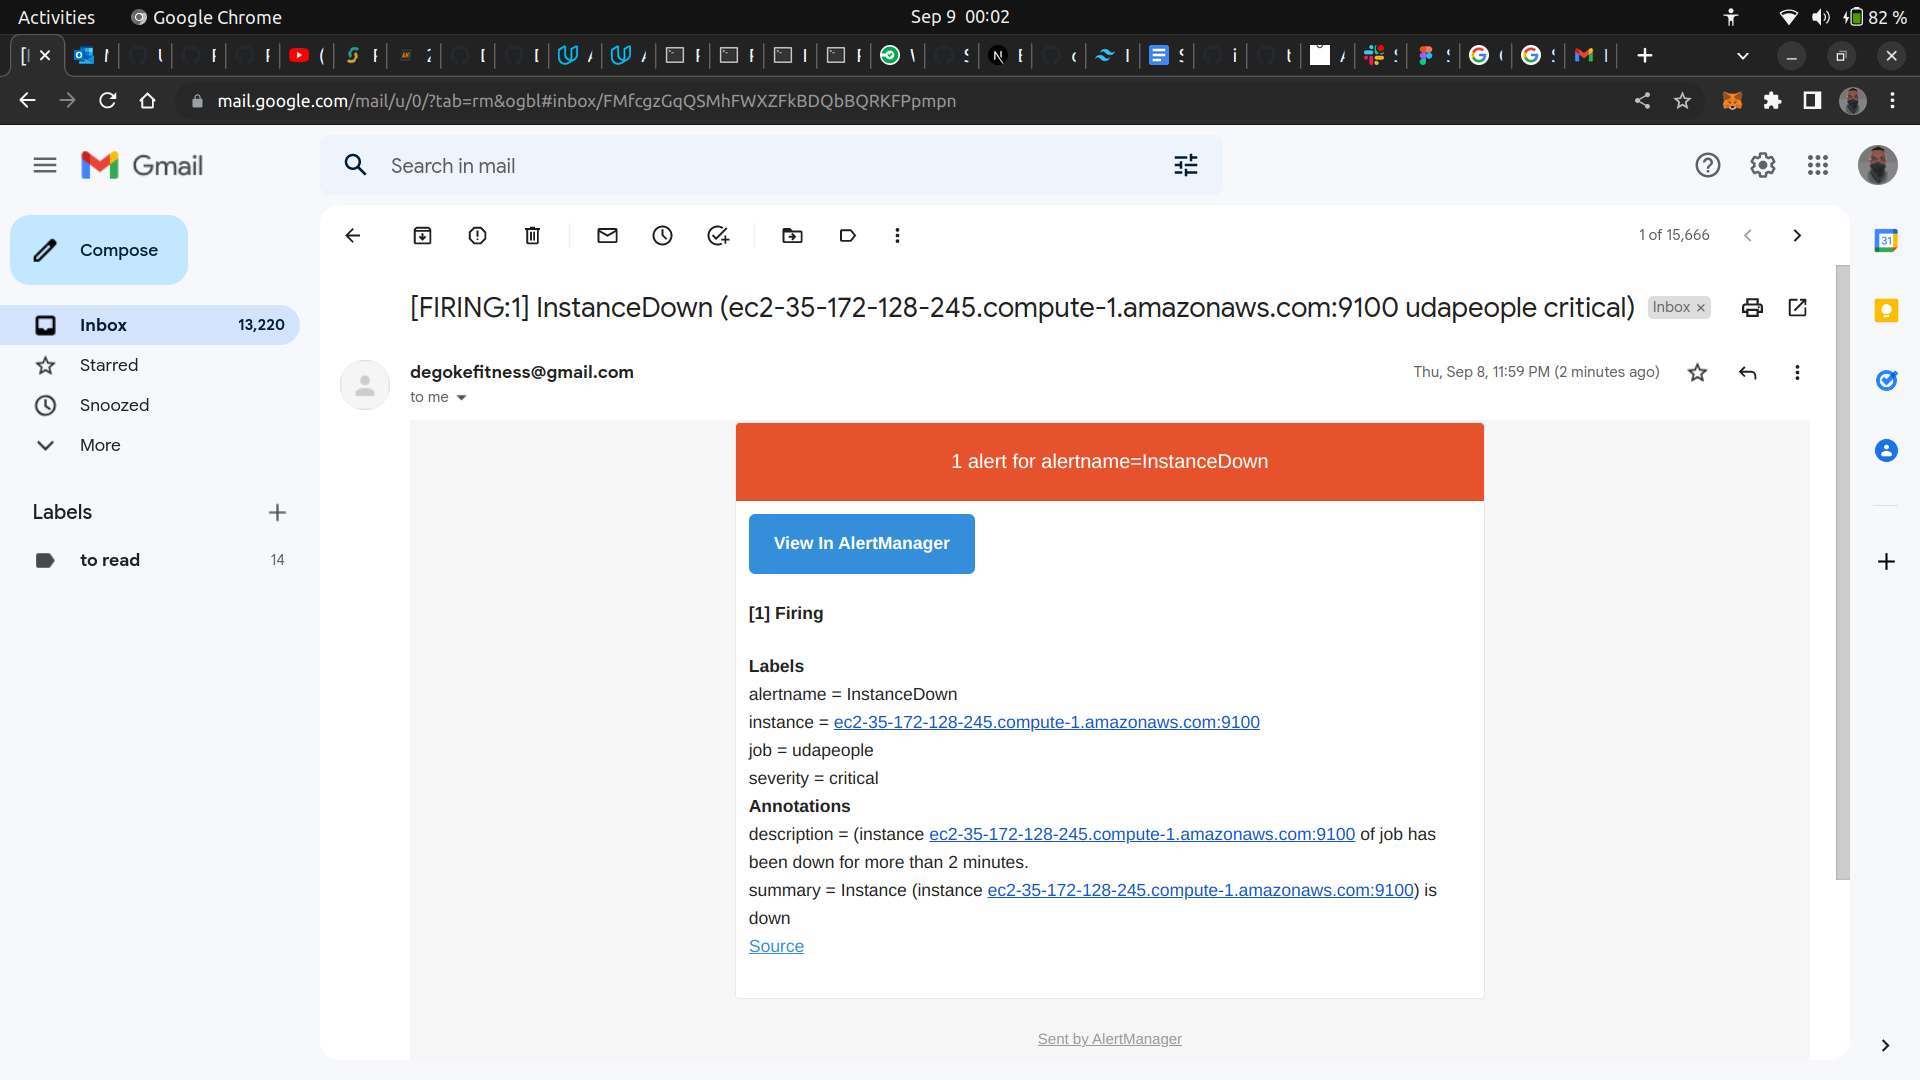 Activities
Google Chrome
Sep 9 00:02
82 %
mail.google.com/mail/u/0/?tab=rm&ogbl#inbox/FMfcgzGqQSMhFWXZFkBDQbBQRKFPpmpn
Gmail
Search in mail
Compose
1 of 15,666
Inbox 13,220
Starred
Snoozed
More
Labels
to read 14
[FIRING:1] InstanceDown (ec2-35-172-128-245.compute-1.amazonaws.com:9100 udapeople critical)
Inbox ×
degokefitness@gmail.com
Thu, Sep 8, 11:59 PM (2 minutes ago)
to me
1 alert for alertname=InstanceDown
View In AlertManager
[1] Firing
Labels
alertname = InstanceDown
instance = ec2-35-172-128-245.compute-1.amazonaws.com:9100
job = udapeople
severity = critical
Annotations
description = (instance ec2-35-172-128-245.compute-1.amazonaws.com:9100 of job has
been down for more than 2 minutes.
summary = Instance (instance ec2-35-172-128-245.compute-1.amazonaws.com:9100) is
down
Source
Sent by AlertManager
31